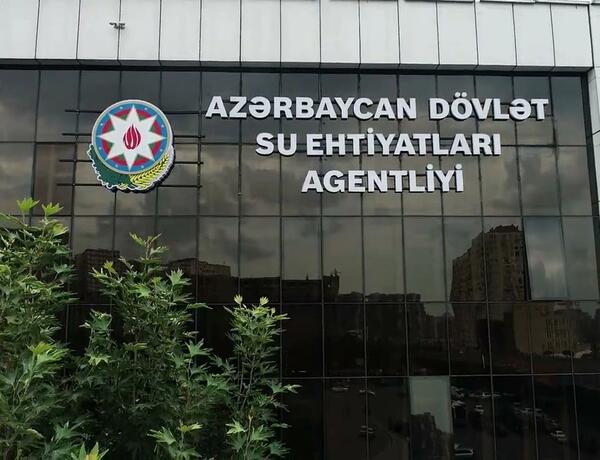 AZƏRBAYCAN DÖVLƏT
SU EHTİYATLARI
AGENTLİYİ